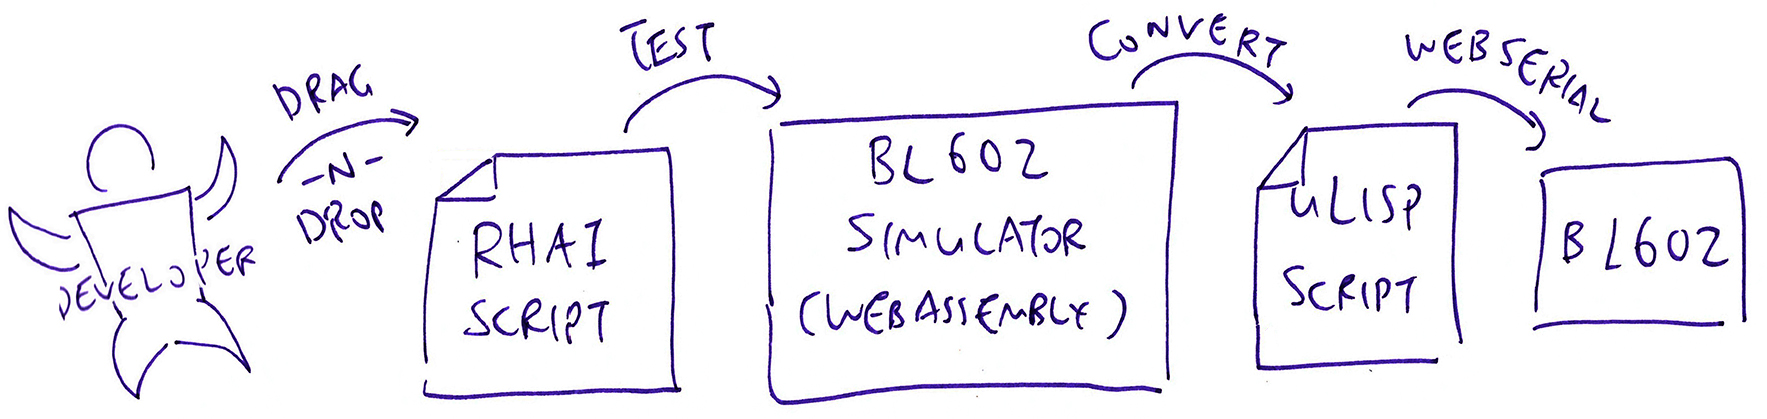 DEVELOPER
DRAG
-N-
DROP
RHAI
SCRIPT
TEST
BL602
SIMULATOR
(WEBASSEMBLY)
CONVERT
uLISP
SCRIPT
WEBSERIAL
BL602